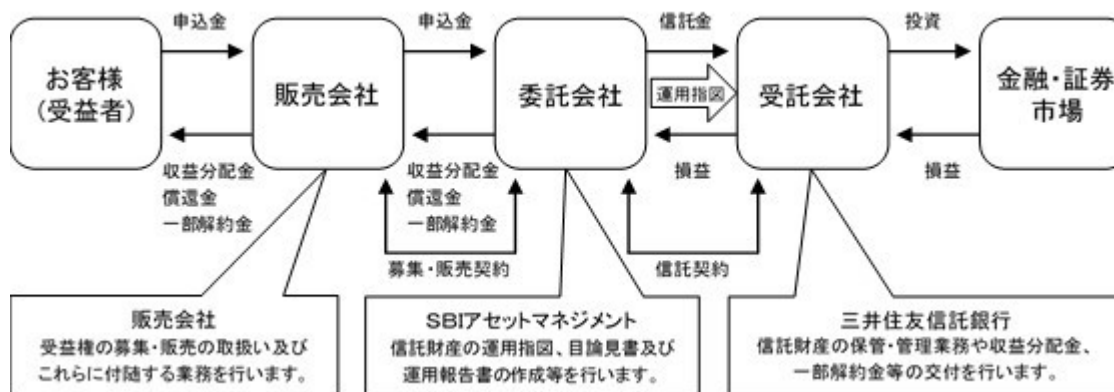 申込金
申込金
信託金
投資
お客様
(受益者)
販売会社
委託会社
運用指図
受託会社
金融・証券
市場
収益分配金
償還金
一部解約金
収益分配金
償還金
一部解約金
損益
損益
募集・販売契約
信託契約
販売会社
受益権の募集・販売の取扱い及び
これらに付随する業務を行います。
SBIアセットマネジメント
信託財産の運用指図、目論見書及び
運用報告書の作成等を行います。
三井住友信託銀行
信託財産の保管・管理業務や収益分配金、
一部解約金等の交付を行います。